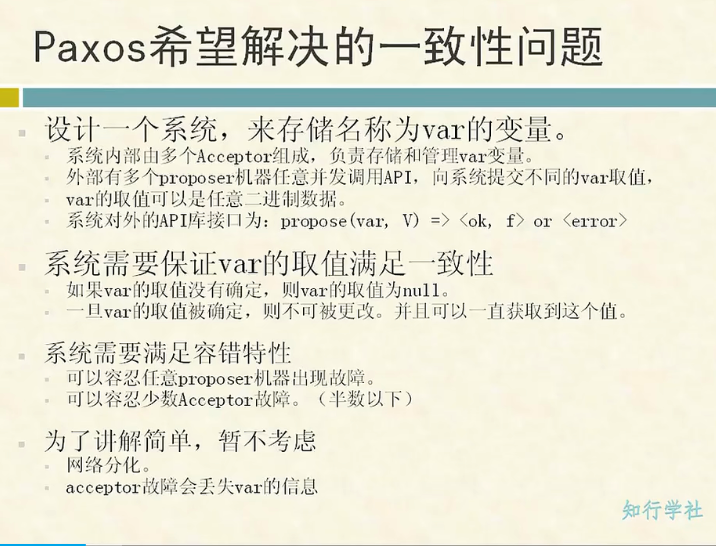 Paxos希望解决的一致性问题
设计一个系统，来存储名称为var的变量。
系统内部由多个Acceptor组成，负责存储和管理var变量。
外部有多个proposer机器任意并发调用API，向系统提交不同的var取值，
var的取值可以是任意二进制数据。
系统对外的API库接口为：propose(var, V) => <ok, f> or <error>
系统需要保证var的取值满足一致性
如果var的取值没有确定，则var的取值为null。
一旦var的取值被确定，则不可被更改。并且可以一直获取到这个值。
系统需要满足容错特性
可以容忍任意proposer机器出现故障。
可以容忍少数Acceptor故障。（半数以下）
为了讲解简单，暂不考虑
网络分化。
acceptor故障会丢失var的信息
知行学社